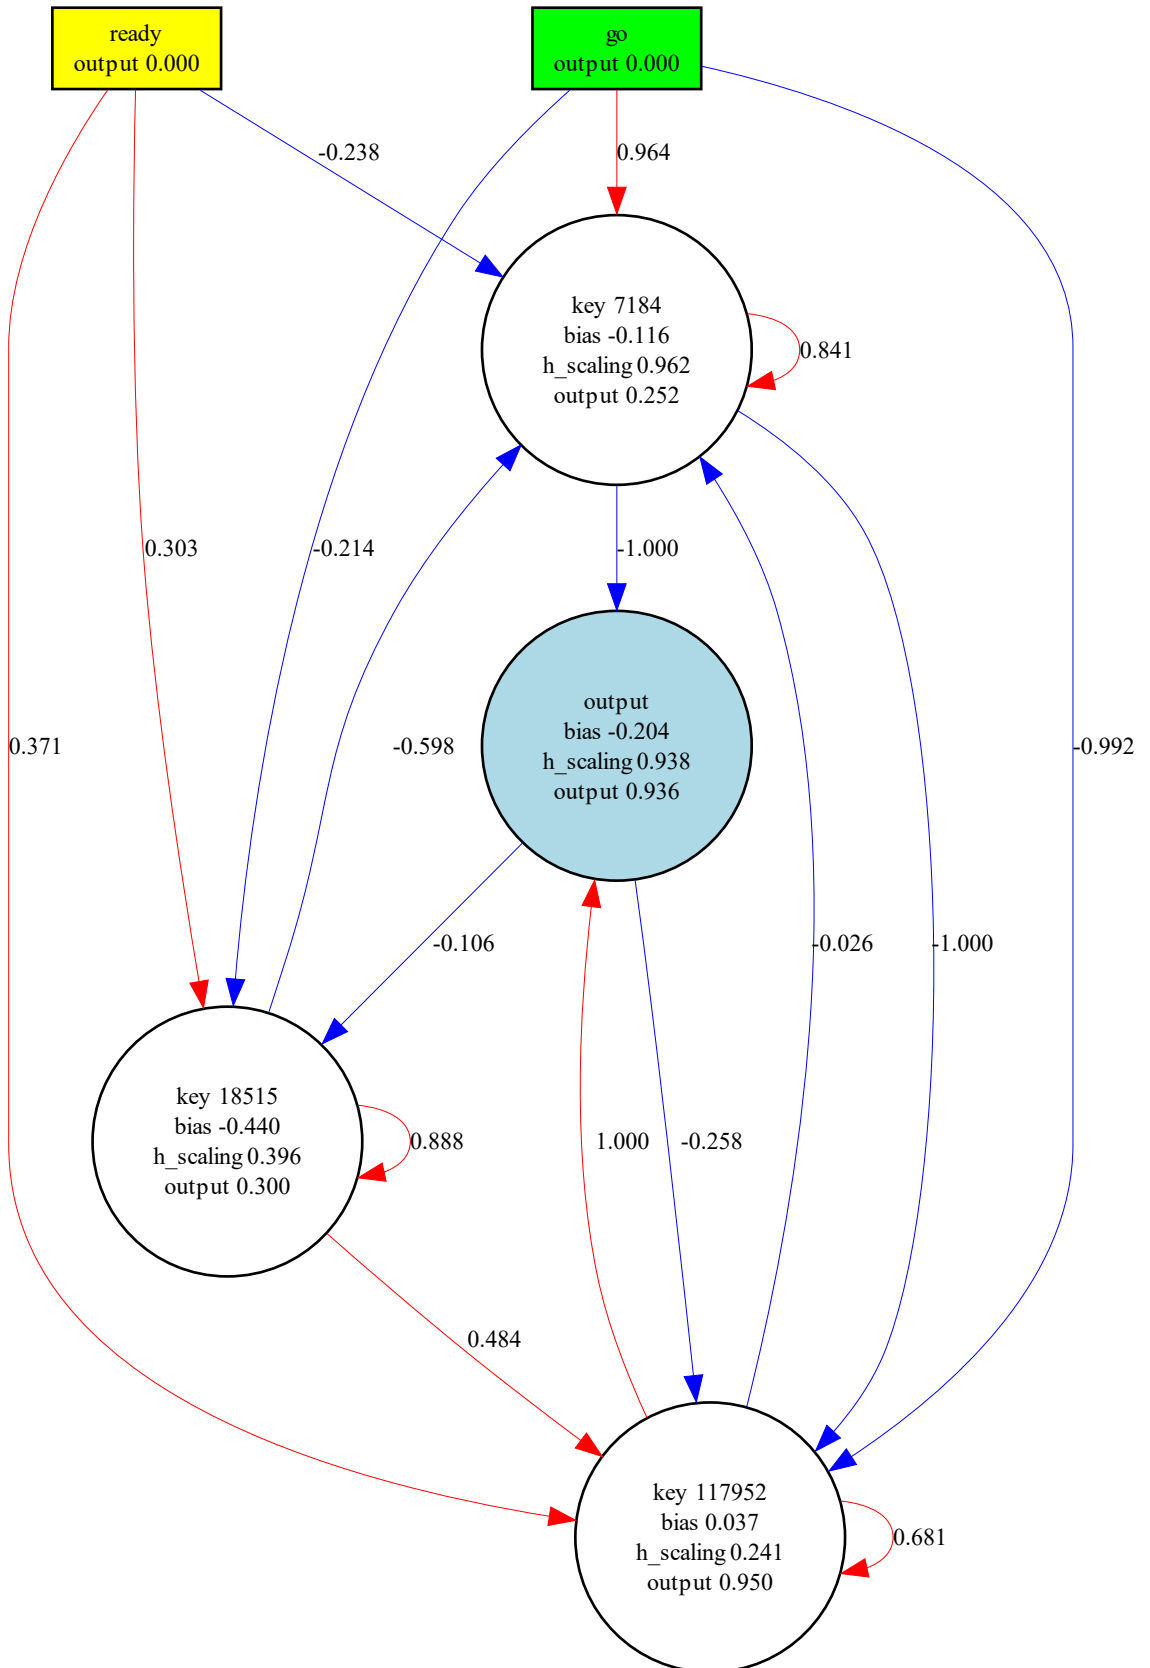 ready
output 0.000
go
output 0.000
-0.238
0.964
key 7184
bias -0.116
h_scaling 0.962
output 0.252
0.841
0.303
-0.214
-1.000
output
bias -0.204
h_scaling 0.938
output 0.936
0.371
-0.598
-0.992
-0.106
-0.026
-1.000
key 18515
bias -0.440
h_scaling 0.396
output 0.300
0.888
1.000
-0.258
0.484
key 117952
bias 0.037
h_scaling 0.241
output 0.950
0.681